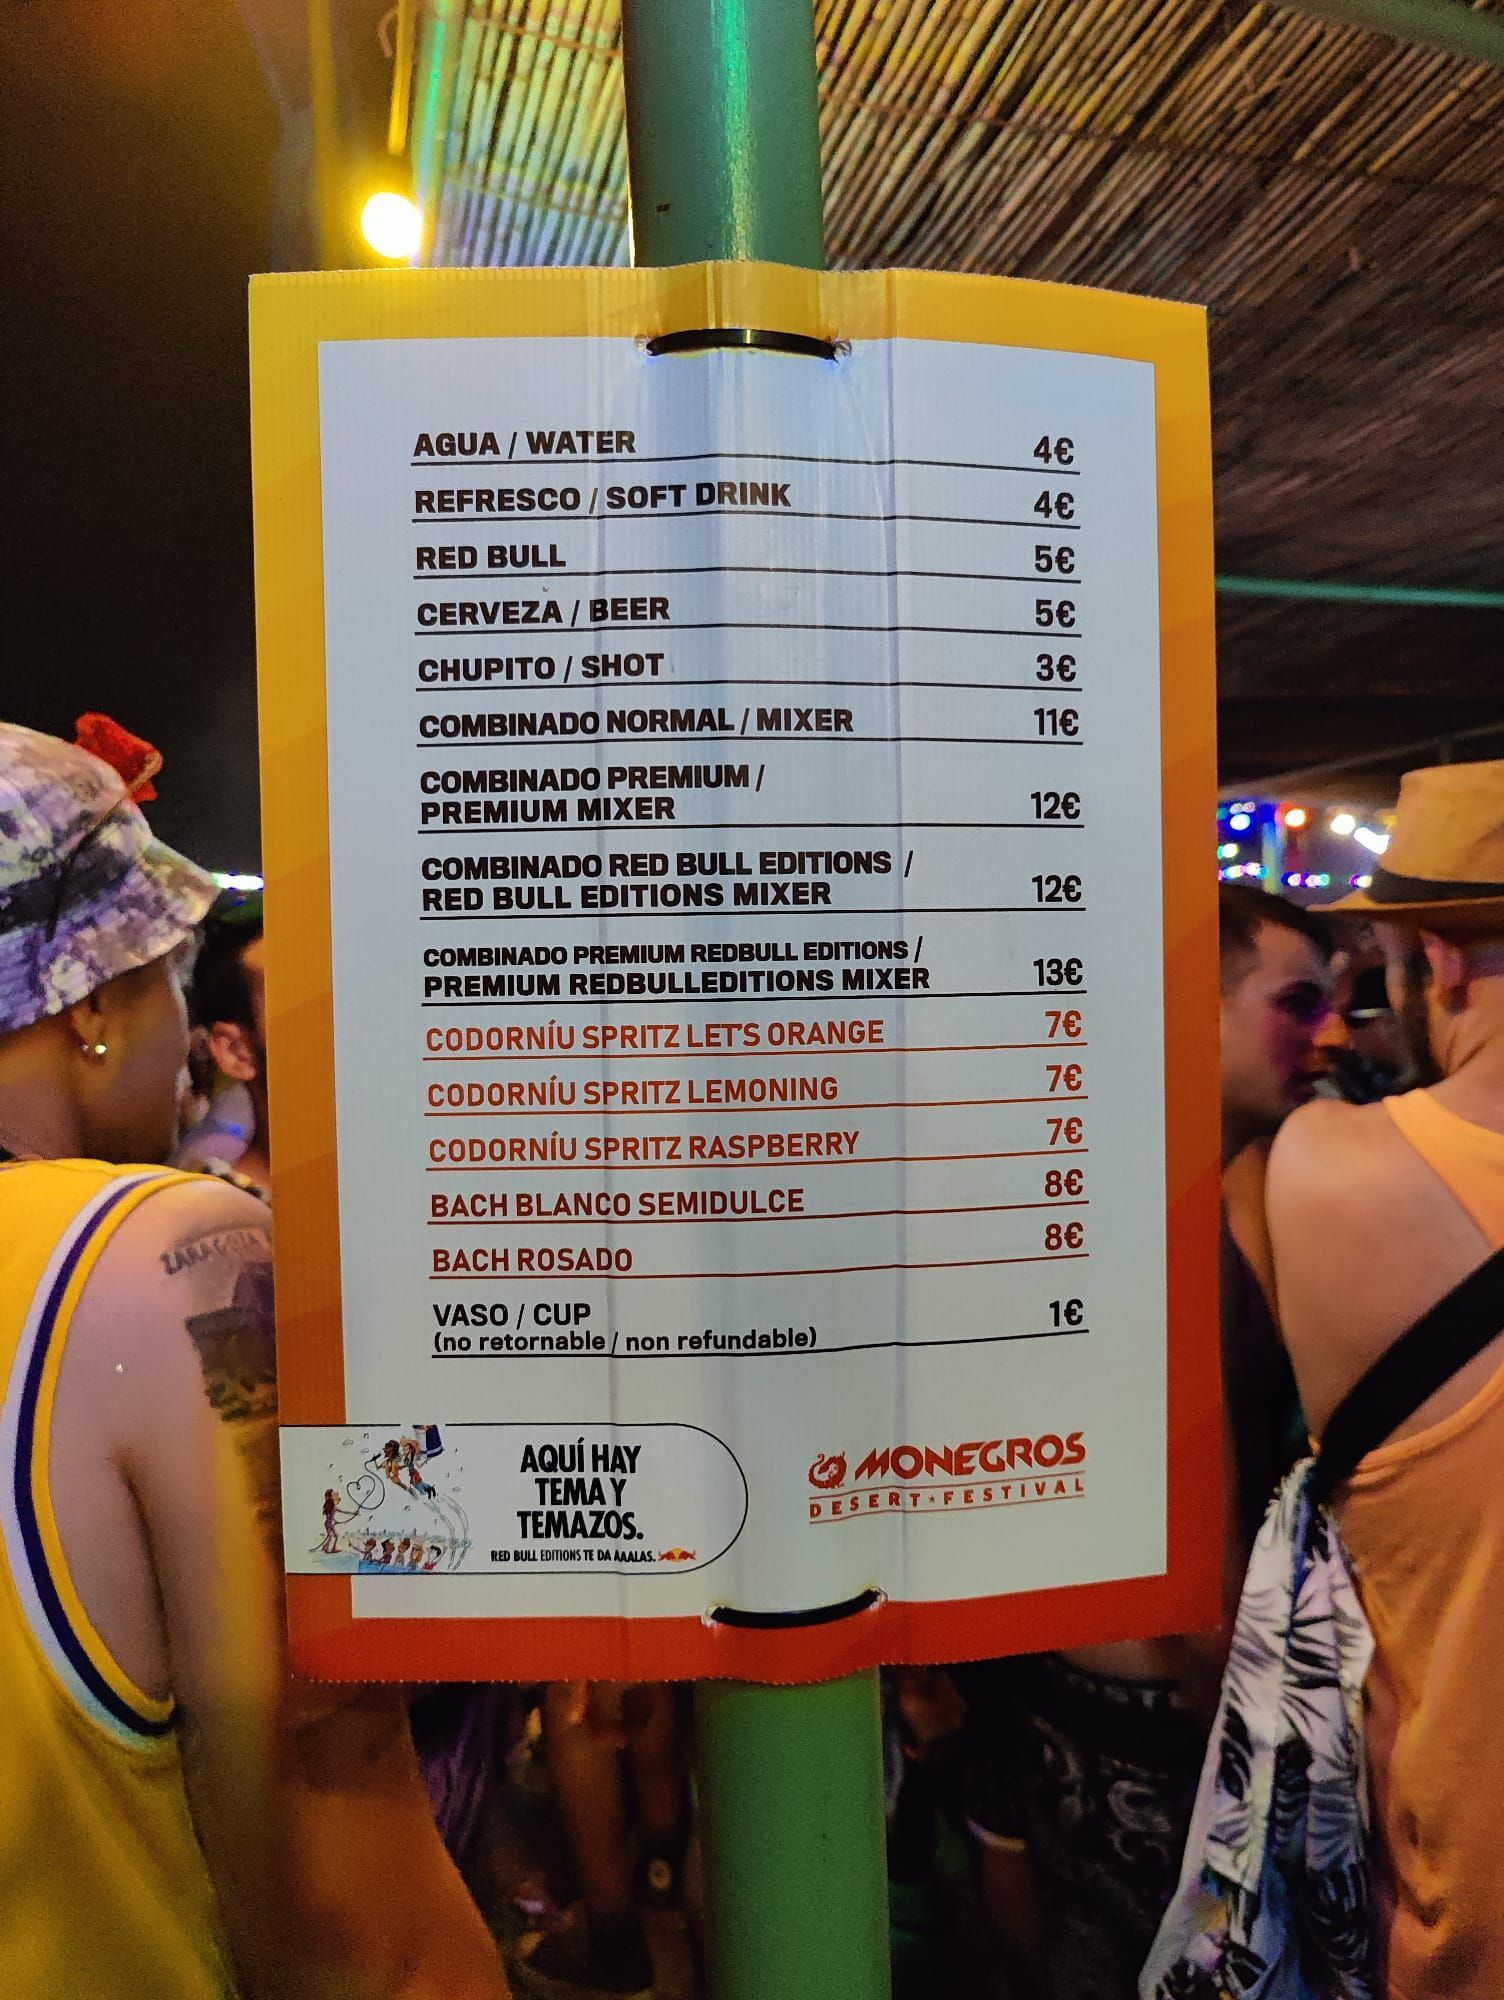 AGUA / WATER 4€
REFRESCO / SOFT DRINK 4€
RED BULL 5€
CERVEZA / BEER 5€
CHUPITO / SHOT 3€
COMBINADO NORMAL / MIXER 11€
COMBINADO PREMIUM /
PREMIUM MIXER 12€
COMBINADO RED BULL EDITIONS /
RED BULL EDITIONS MIXER 12€
COMBINADO PREMIUM REDBULL EDITIONS /
PREMIUM REDBULLEDITIONS MIXER 13€
CODORNÍU SPRITZ LET'S ORANGE 7€
CODORNÍU SPRITZ LEMONING 7€
CODORNÍU SPRITZ RASPBERRY 7€
BACH BLANCO SEMIDULCE 8€
BACH ROSADO 8€
VASO / CUP 1€
(no retornable / non refundable)
AQUÍ HAY
TEMA Y
TEMAZOS.
RED BULL EDITIONS TE DA AAALAS.
MONEGROS
DESERT FESTIVAL
ZARAGOZA